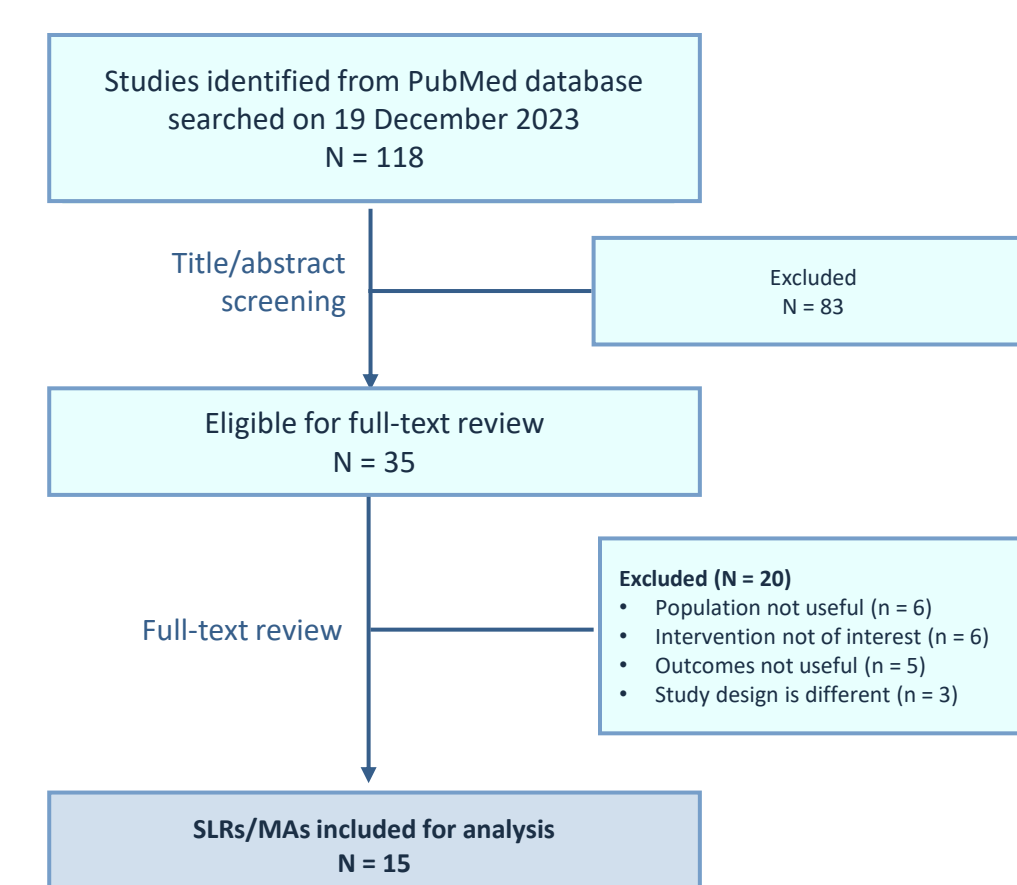 Studies identified from PubMed database
searched on 19 December 2023
N = 118
Title/abstract
screening
Excluded
N = 83
Eligible for full-text review
N = 35
Full-text review
Excluded (N = 20)
• Population not useful (n = 6)
• Intervention not of interest (n = 6)
• Outcomes not useful (n = 5)
• Study design is different (n = 3)
SLRs/MAs included for analysis
N = 15